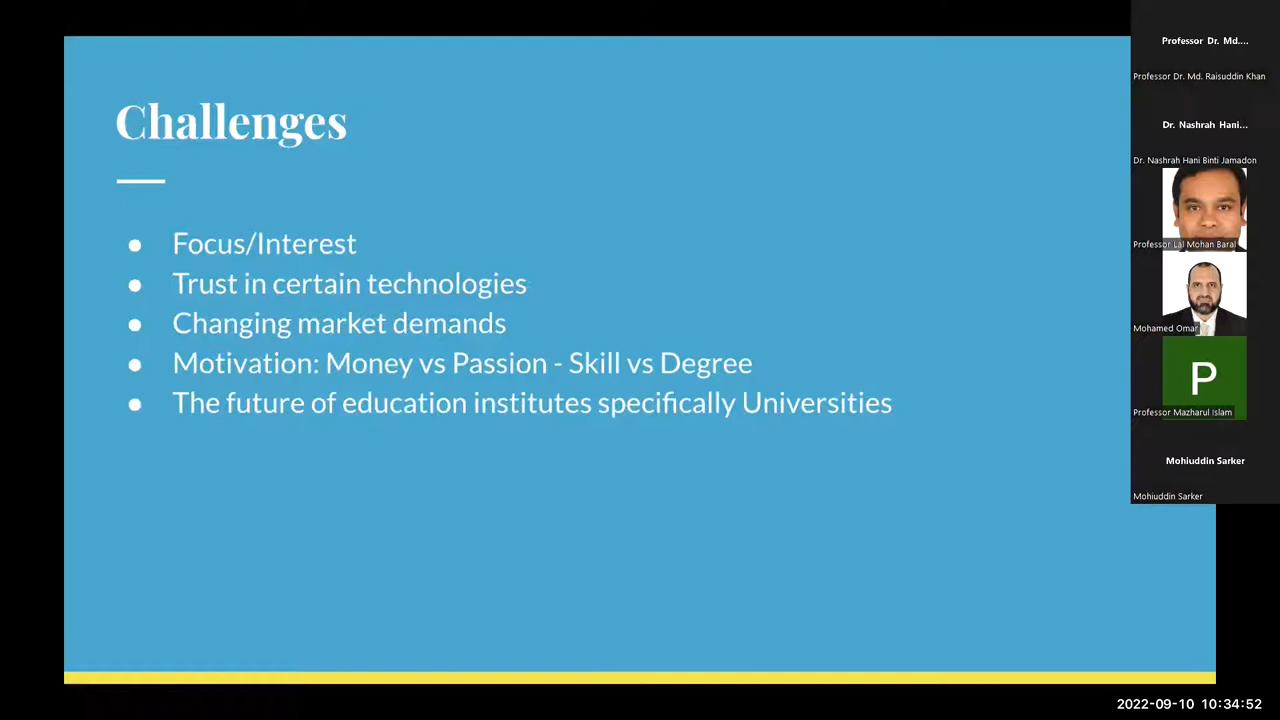 Challenges
● Focus/Interest
● Trust in certain technologies
● Changing market demands
● Motivation: Money vs Passion - Skill vs Degree
● The future of education institutes specifically Universities
Professor Dr. Md....
Professor Dr. Md. Raisuddin Khan
Dr. Nashrah Hani...
Dr. Nashrah Hani Binti Jamadon
Professor Lal Mohan Baral
Mohamed Omar
P
Professor Mazharul Islam
Mohiuddin Sarker
Mohiuddin Sarker
2022-09-10 10:34:52